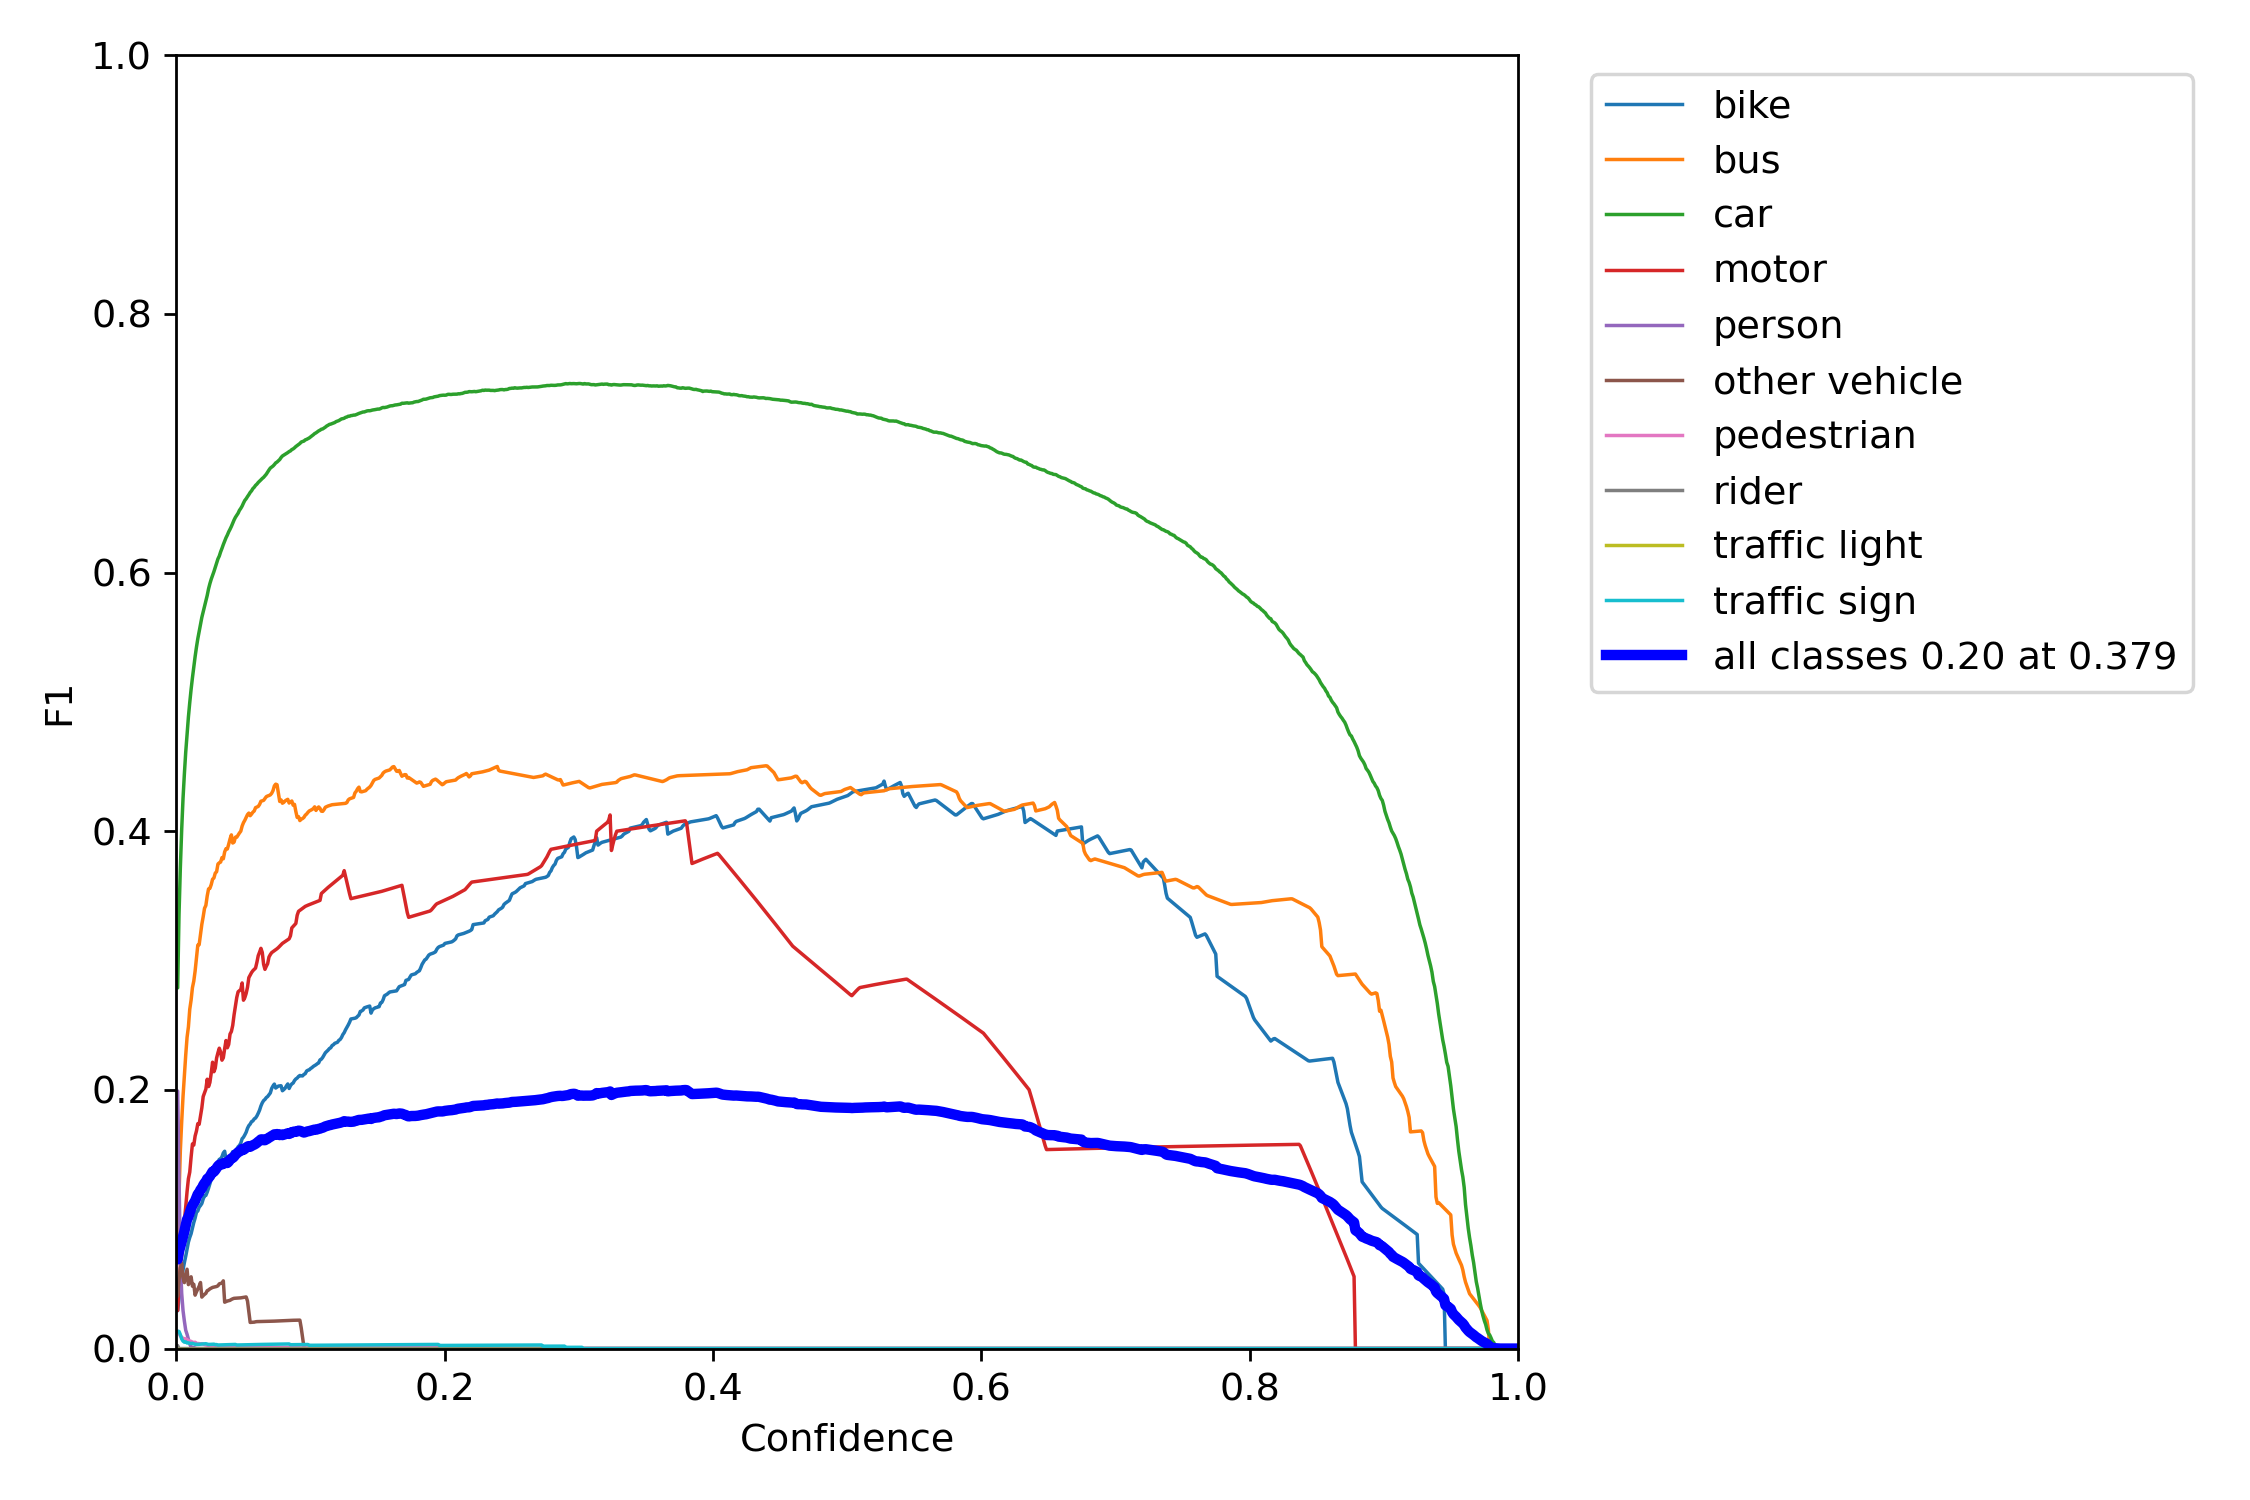 1.0
0.8
0.6
0.4
0.2
0.0
F1
0.0 0.2 0.4 0.6 0.8 1.0
Confidence
bike
bus
car
motor
person
other vehicle
pedestrian
rider
traffic light
traffic sign
all classes 0.20 at 0.379